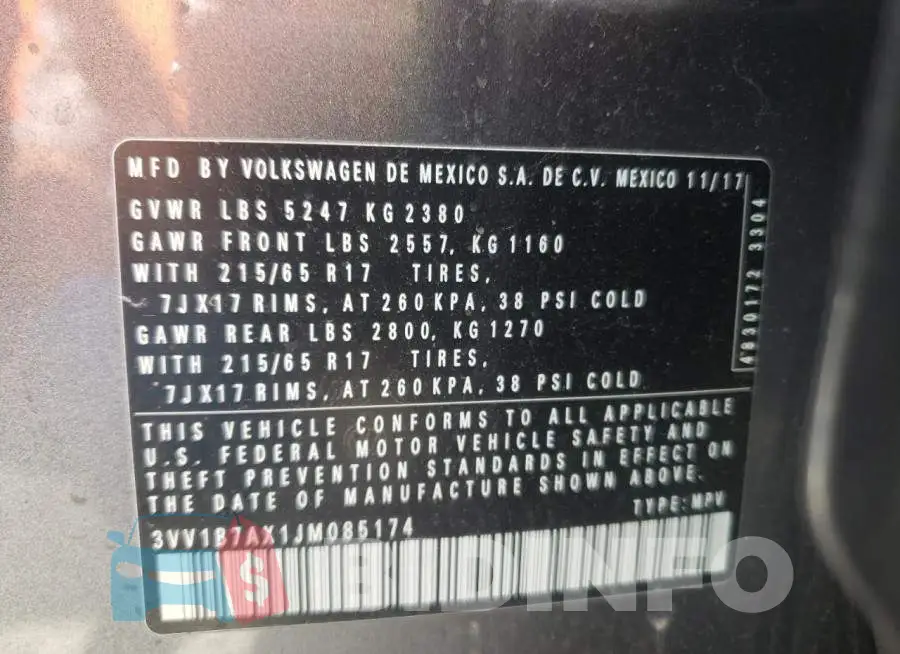 MFD BY VOLKSWAGEN DE MEXICO S.A. DE C.V. MEXICO 11/17
GVWR LBS 5247 KG 2380
GAWR FRONT LBS 2557, KG 1160
WITH 215/65 R17 TIRES,
7JX17 RIMS, AT 260 KPA, 38 PSI COLD
GAWR REAR LBS 2800, KG 1270
WITH 215/65 R17 TIRES,
7JX17 RIMS, AT 260 KPA, 38 PSI COLD
4830172 3304
THIS VEHICLE CONFORMS TO ALL APPLICABLE
U.S. FEDERAL MOTOR VEHICLE SAFETY AND
THEFT PREVENTION STANDARDS IN EFFECT ON
THE DATE OF MANUFACTURE SHOWN ABOVE.
TYPE: MPV
3VV1B7AX1JM085174
$ BIDINFO